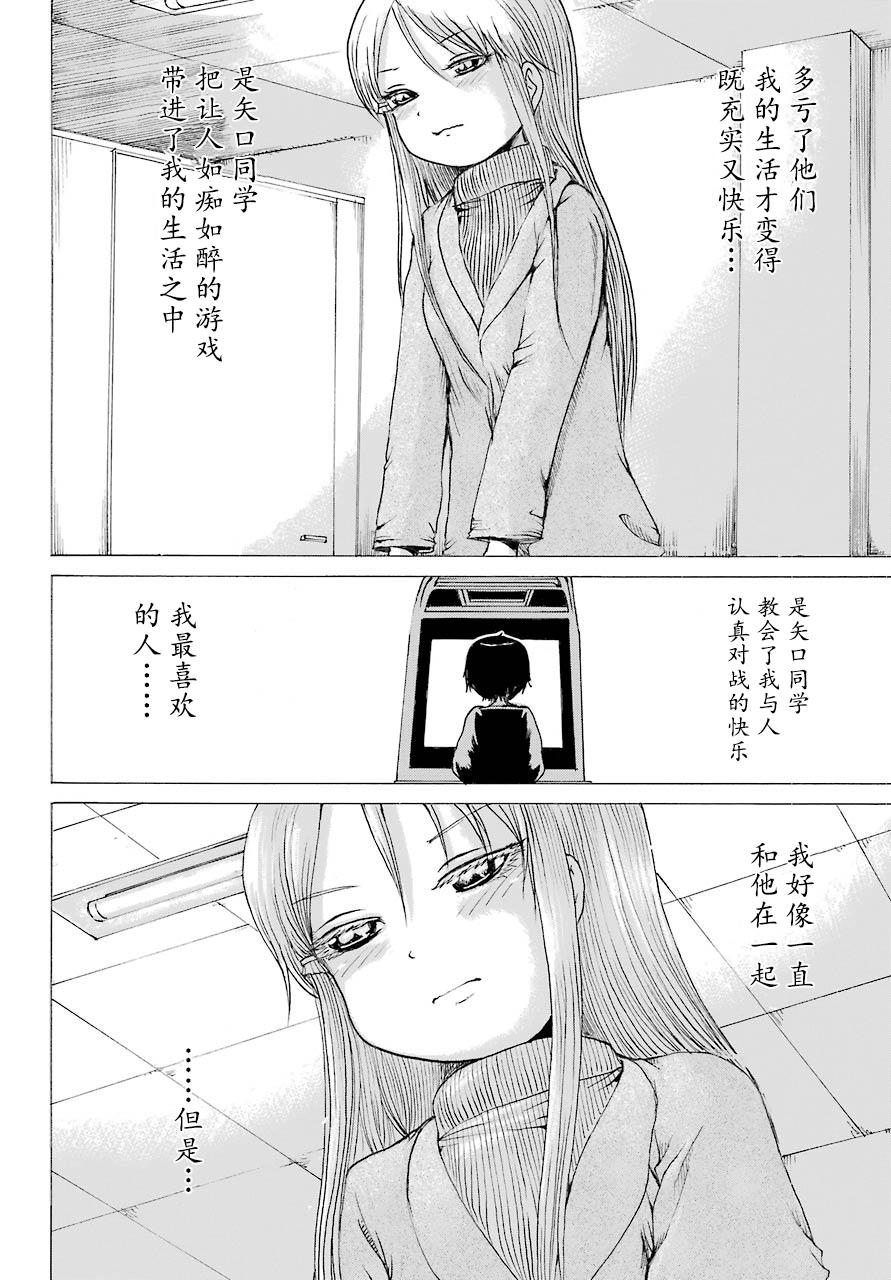 多亏了他们
我的生活才变得
既充实又快乐…
是矢口同学
把让人如痴如醉的游戏
带进了我的生活之中
是矢口同学
教会了我与人
认真对战的快乐
我最喜欢
的人……
我好像一直
和他在一起
……但是…